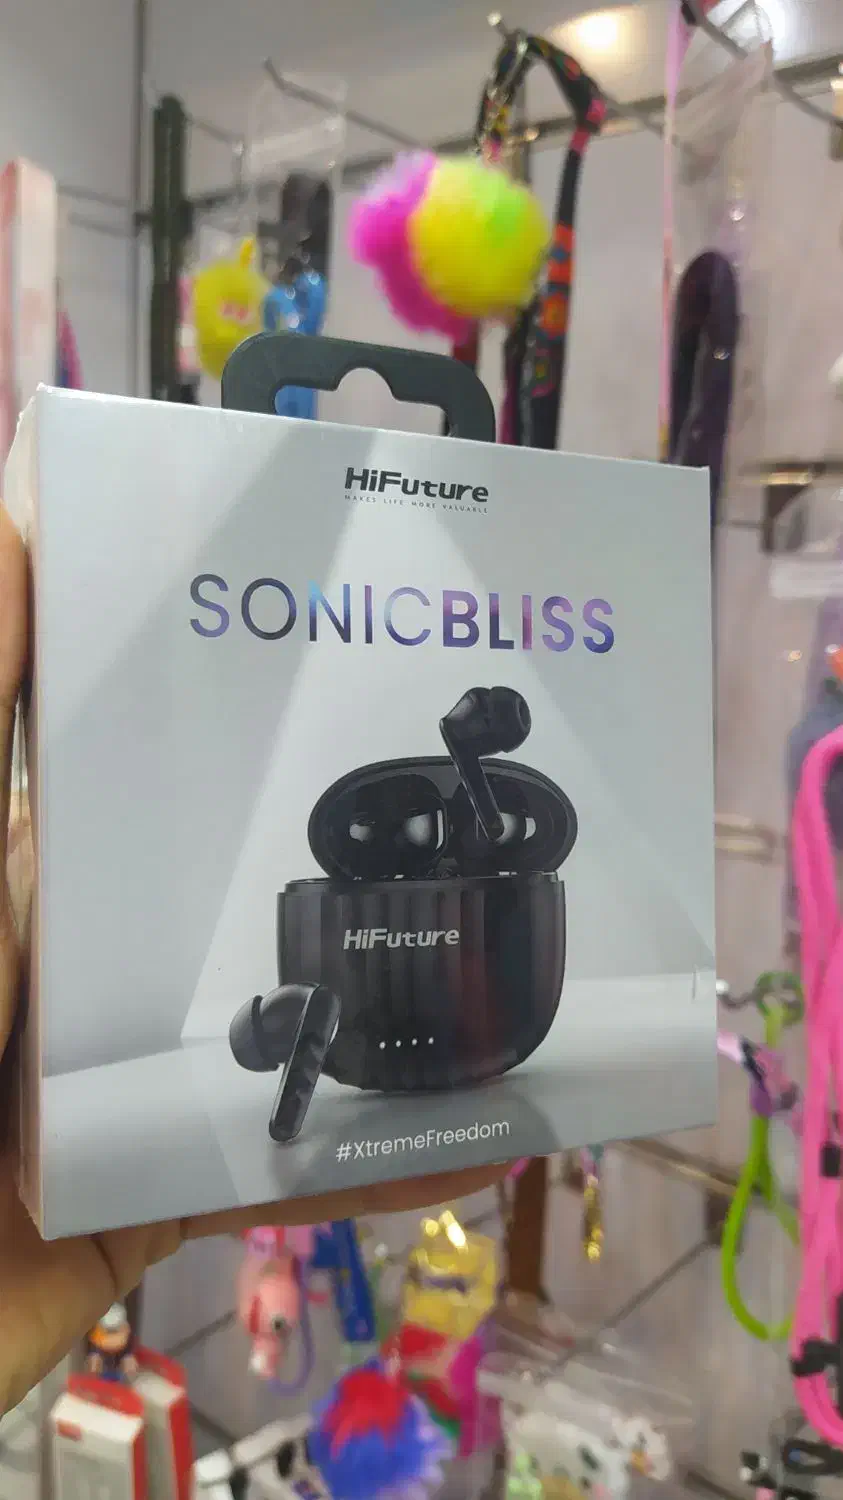 HiFuture
MAKES LIFE MORE VALUABLE
SONICBLISS
HiFuture
#XtremeFreedom